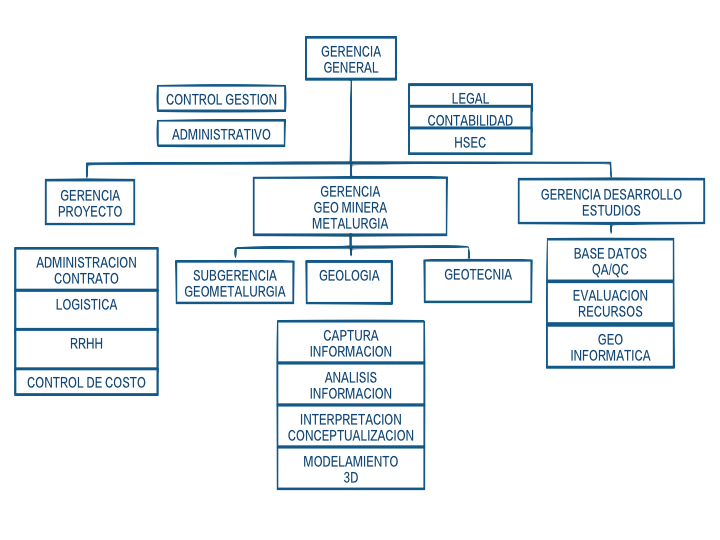 GERENCIA
GENERAL
CONTROL GESTION
ADMINISTRATIVO
LEGAL
CONTABILIDAD
HSEC
GERENCIA
PROYECTO
GERENCIA
GEO MINERA
METALURGIA
GERENCIA DESARROLLO
ESTUDIOS
ADMINISTRACION
CONTRATO
LOGISTICA
RRHH
CONTROL DE COSTO
SUBGERENCIA
GEOMETALURGIA
GEOLOGIA
GEOTECNIA
BASE DATOS
QA/QC
EVALUACION
RECURSOS
GEO
INFORMATICA
CAPTURA
INFORMACION
ANALISIS
INFORMACION
INTERPRETACION
CONCEPTUALIZACION
MODELAMIENTO
3D